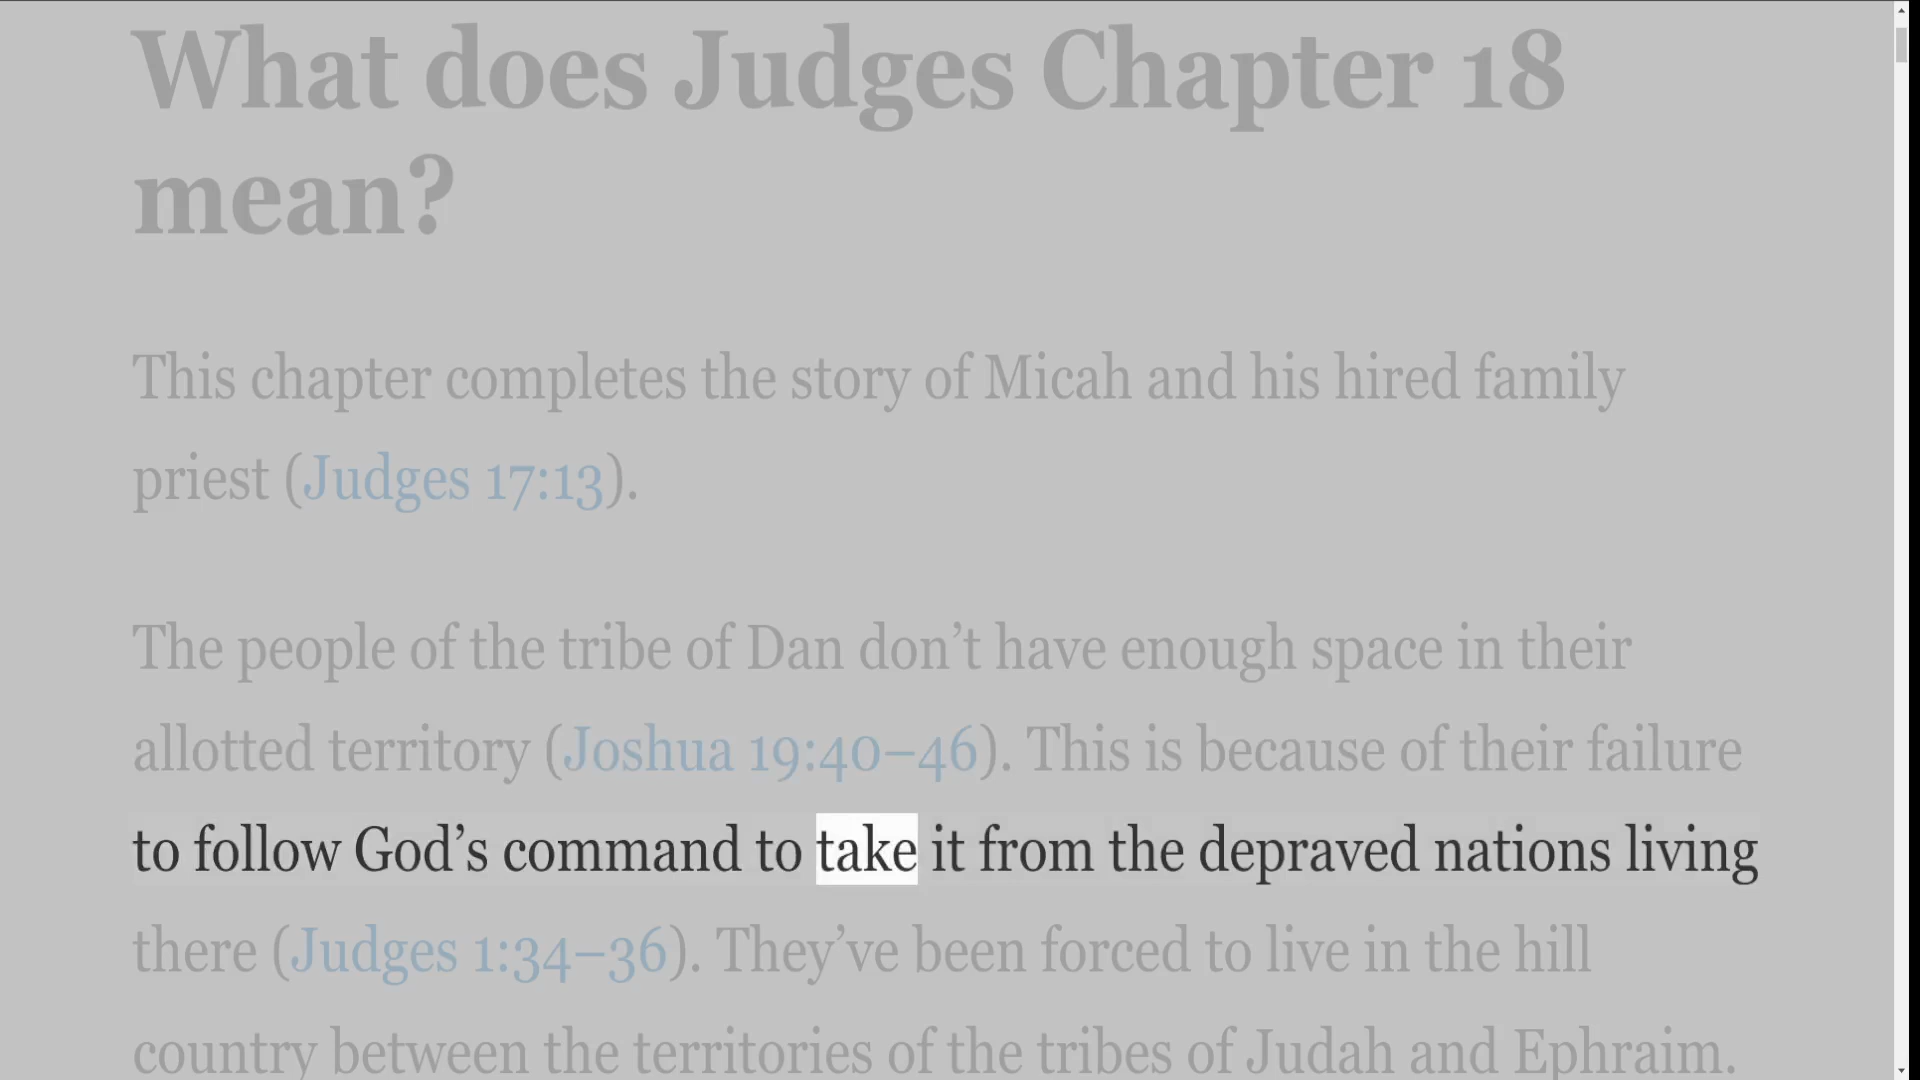 What does Judges Chapter 18
mean?
This chapter completes the story of Micah and his hired family
priest (Judges 17:13).
The people of the tribe of Dan don’t have enough space in their
allotted territory (Joshua 19:40–46). This is because of their failure
to follow God’s command to take it from the depraved nations living
there (Judges 1:34–36). They’ve been forced to live in the hill
country between the territories of the tribes of Judah and Ephraim.